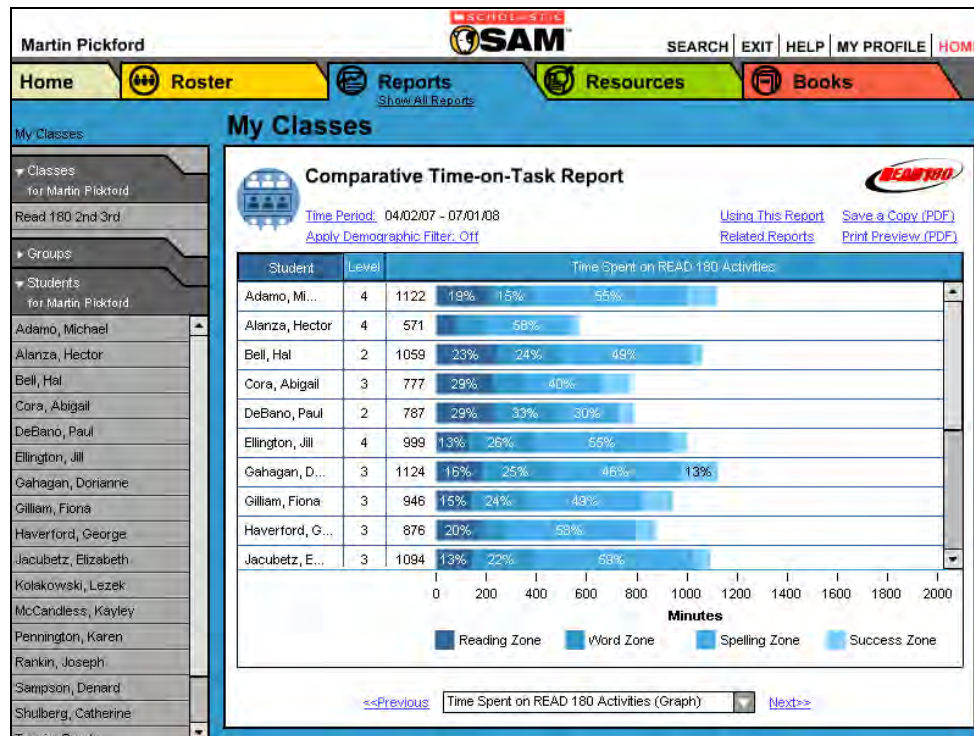 SCHOLASTIC
Martin Pickford
SAM
SEARCH EXIT HELP MY PROFILE HOME
Home
Roster
Reports
Show All Reports
Resources
Books
My Classes
My Classes
Classes
for Martin Pickford
Read 180 2nd 3rd
Groups
Students
for Martin Pickford
Adamo, Michael
Alanza, Hector
Bell, Hal
Cora, Abigail
DeBano, Paul
Ellington, Jill
Gahagan, Dorianne
Gilliam, Fiona
Haverford, George
Jacubetz, Elizabeth
Kolakowski, Lezek
McCandless, Kayley
Pennington, Karen
Rankin, Joseph
Sampson, Denard
Shulberg, Catherine
Comparative Time-on-Task Report
READ 180
Time Period: 04/02/07 - 07/01/08
Apply Demographic Filter: Off
Using This Report Save a Copy (PDF)
Related Reports Print Preview (PDF)
Student Level Time Spent on READ 180 Activities
Adamo, Mi... 4 1122 19% 15% 55%
Alanza, Hector 4 571 58%
Bell, Hal 2 1059 23% 24% 49%
Cora, Abigail 3 777 29% 40%
DeBano, Paul 2 787 29% 33% 30%
Ellington, Jill 4 999 13% 26% 55%
Gahagan, D... 3 1124 16% 25% 46% 13%
Gilliam, Fiona 3 946 15% 24% 49%
Haverford, G... 3 876 20% 58%
Jacubetz, E... 3 1094 13% 22% 58%
0 200 400 600 800 1000 1200 1400 1600 1800 2000
Minutes
Reading Zone Word Zone Spelling Zone Success Zone
<<Previous Time Spent on READ 180 Activities (Graph) Next>>